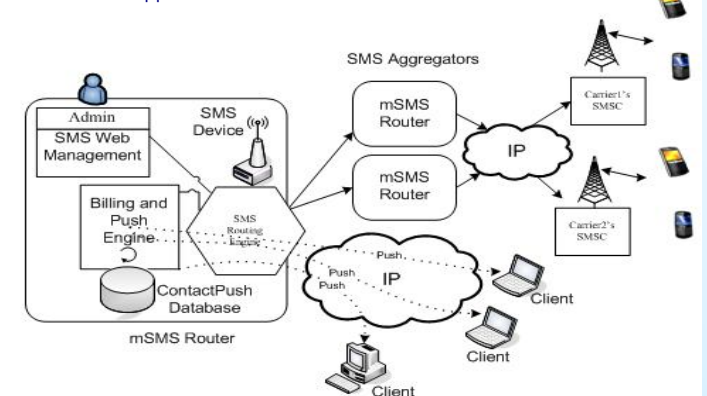 SMS Aggregators
Admin
SMS Web
Management
SMS
Device
mSMS
Router
mSMS
Router
IP
Carrier1's
SMSC
Carrier2's
SMSC
Billing and
Push
Engine
SMS
Routing
Engine
ContactPush
Database
mSMS Router
Push
Push
Push
IP
Client
Client
Client